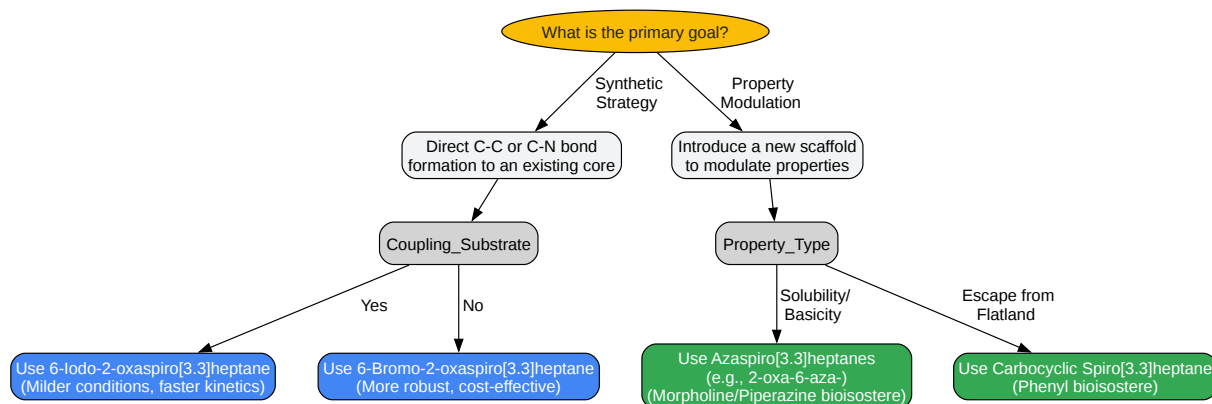 What is the primary goal?
Synthetic
Strategy
Property
Modulation
Direct C-C or C-N bond
formation to an existing core
Introduce a new scaffold
to modulate properties
Coupling_Substrate
Property_Type
Yes
No
Solubility/
Basicity
Escape from
Flatland
Use 6-Iodo-2-oxaspiro[3.3]heptane
(Milder conditions, faster kinetics)
Use 6-Bromo-2-oxaspiro[3.3]heptane
(More robust, cost-effective)
Use Azaspiro[3.3]heptanes
(e.g., 2-oxa-6-aza-)
(Morpholine/Piperazine bioisostere)
Use Carbocyclic Spiro[3.3]heptane
(Phenyl bioisostere)